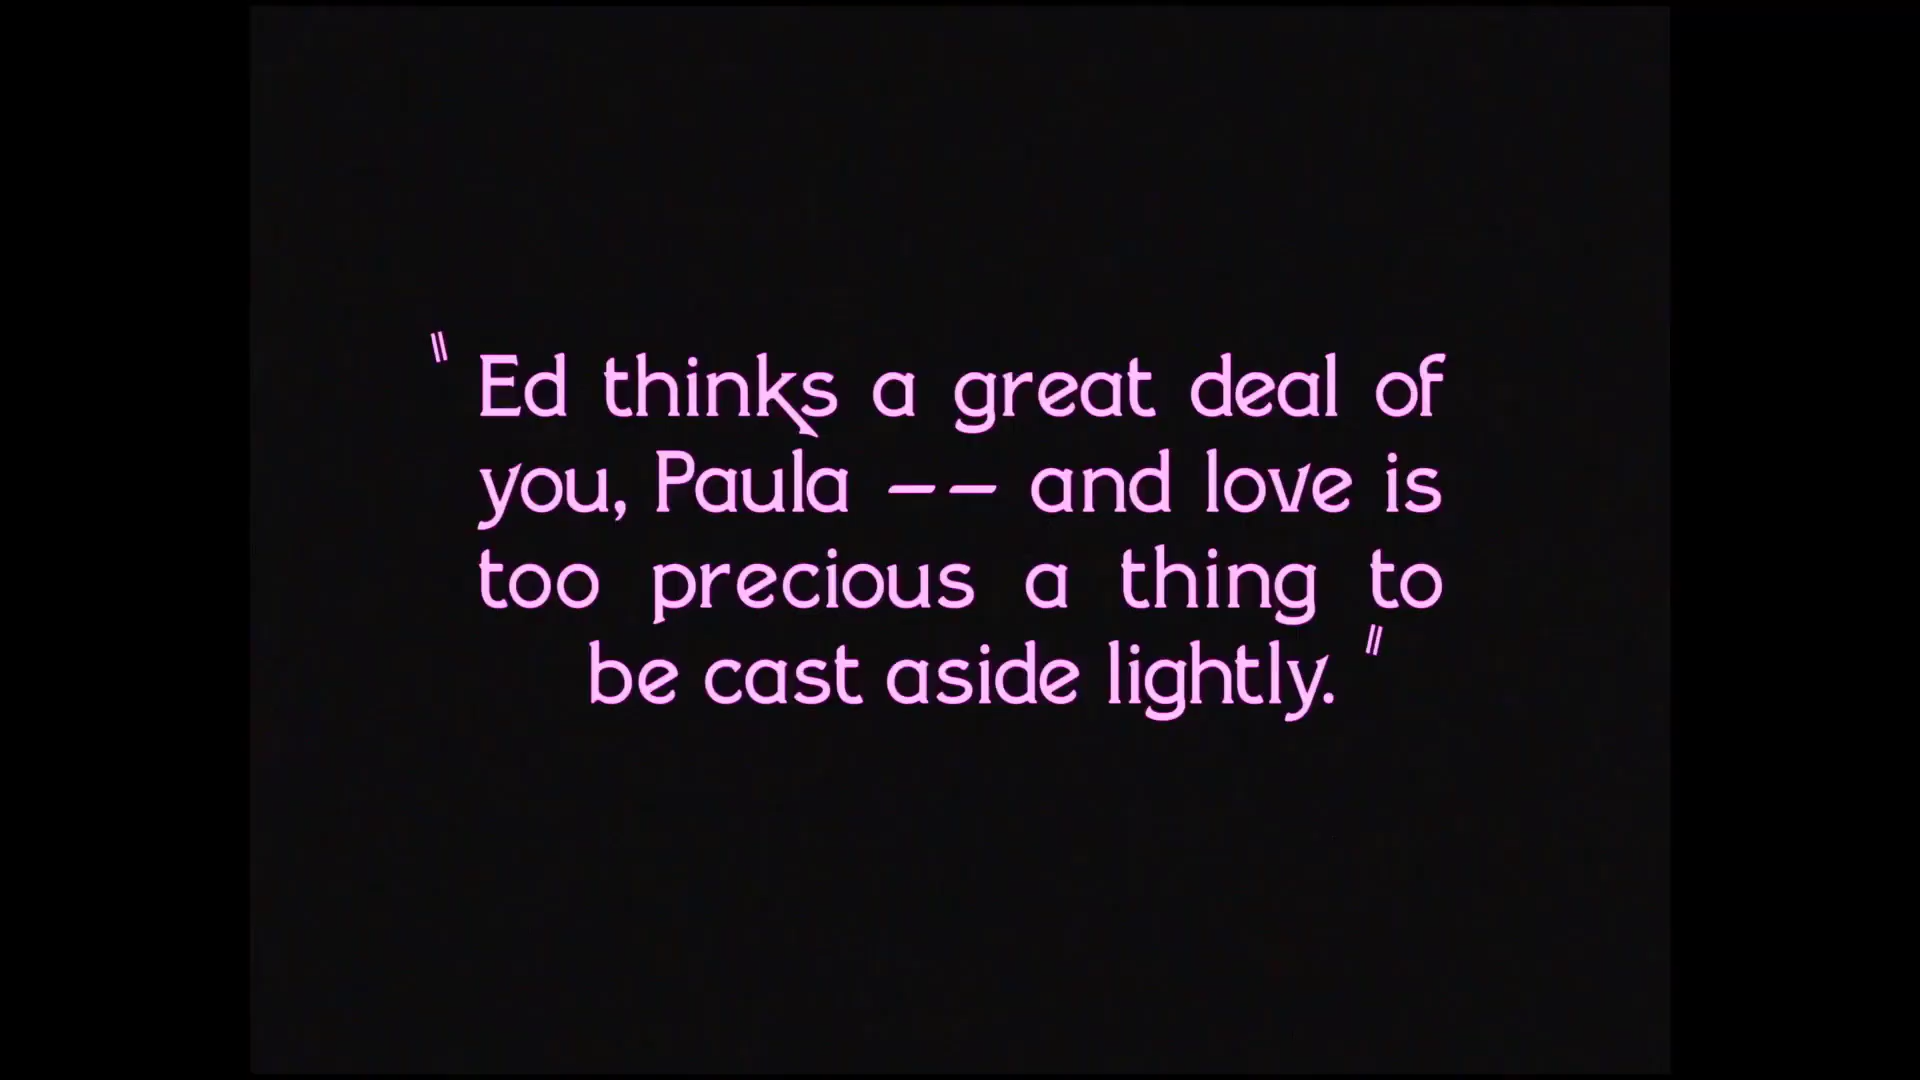 "Ed thinks a great deal of
you, Paula -- and love is
too precious a thing to
be cast aside lightly."